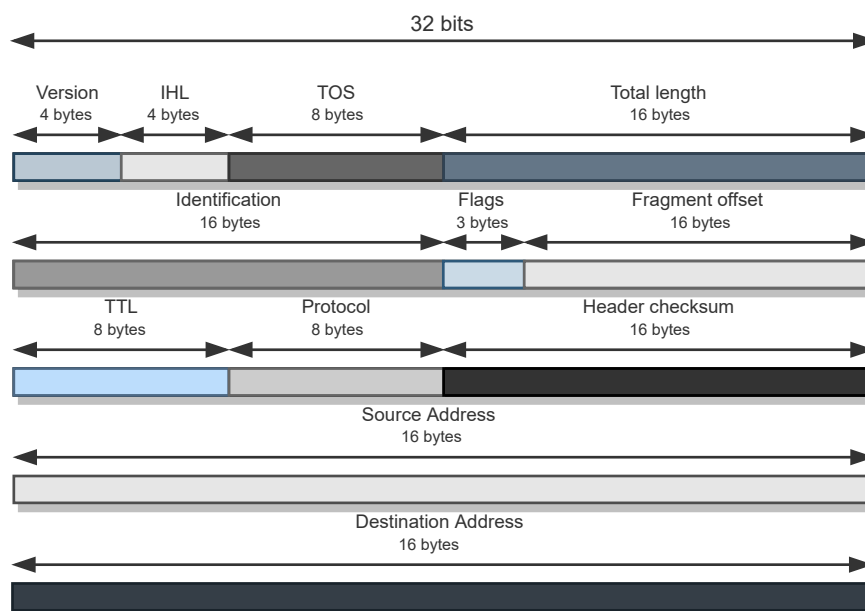 32 bits
Version IHL TOS Total length
4 bytes 4 bytes 8 bytes 16 bytes
Identification Flags Fragment offset
16 bytes 3 bytes 16 bytes
TTL Protocol Header checksum
8 bytes 8 bytes 16 bytes
Source Address
16 bytes
Destination Address
16 bytes